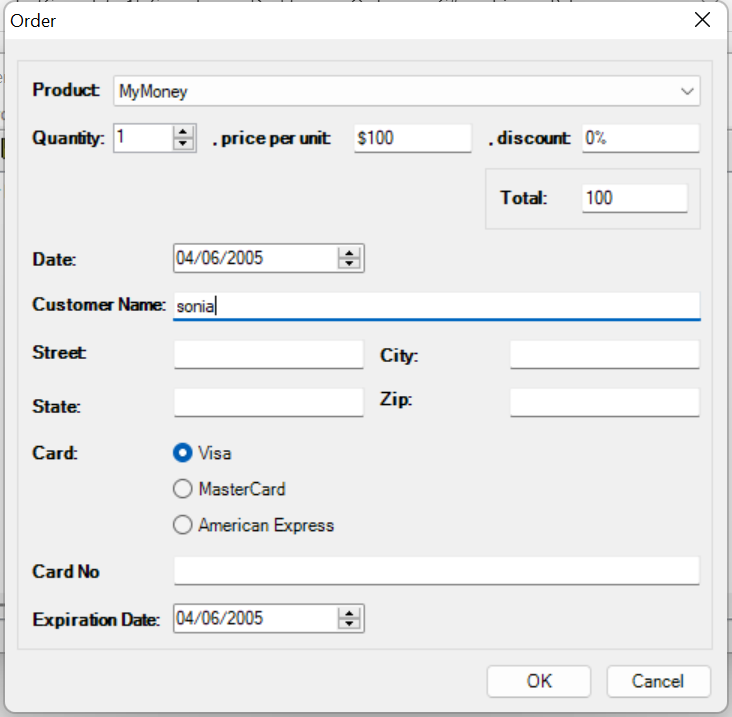 Order
Product: MyMoney
Quantity: 1 . price per unit: $100 . discount: 0%
Total: 100
Date: 04/06/2005
Customer Name: sonia
Street: City:
State: Zip:
Card: Visa
MasterCard
American Express
Card No
Expiration Date: 04/06/2005
OK Cancel